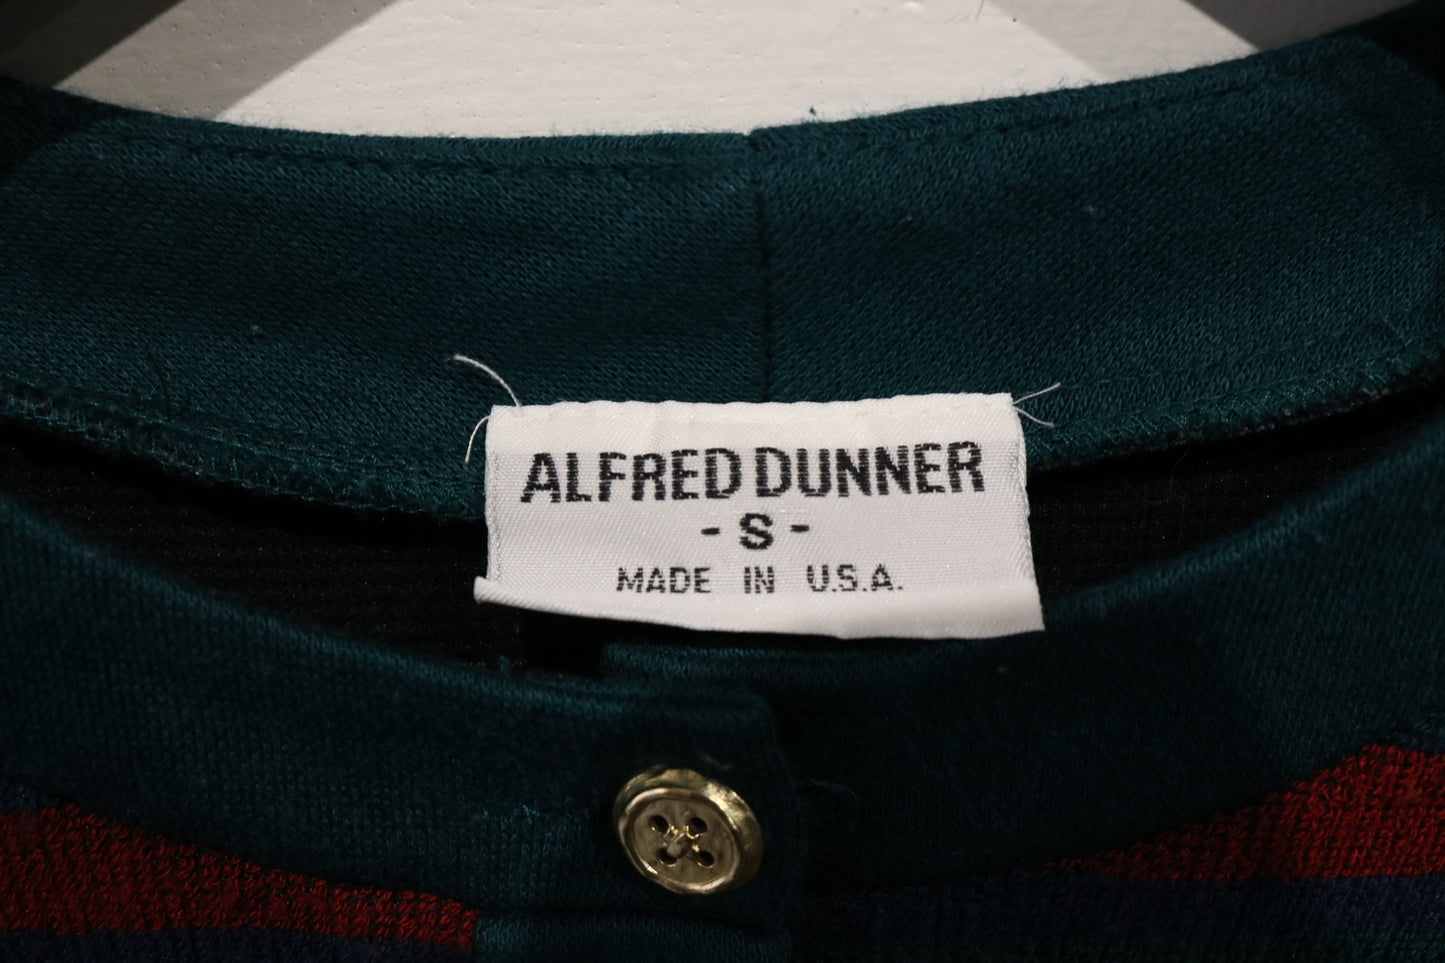 ALFRED DUNNER
- S -
MADE IN U.S.A.